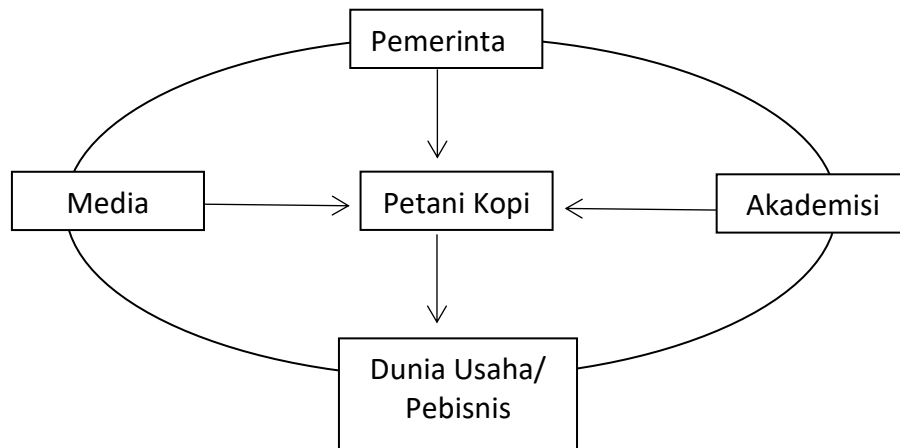 Pemerinta
Media
Petani Kopi
Akademisi
Dunia Usaha/
Pebisnis